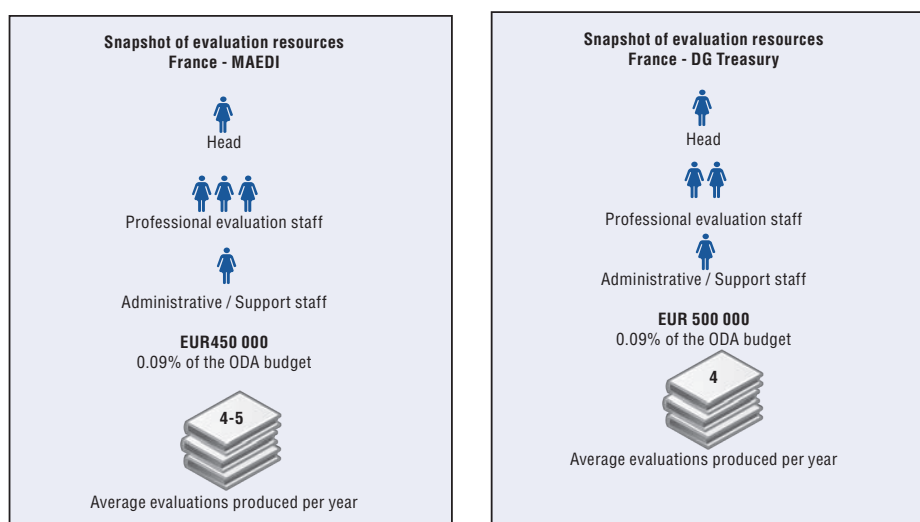 Snapshot of evaluation resources
France - MAEDI
Head
Professional evaluation staff
Administrative / Support staff
EUR450 000
0.09% of the ODA budget
4-5
Average evaluations produced per year
Snapshot of evaluation resources
France - DG Treasury
Head
Professional evaluation staff
Administrative / Support staff
EUR 500 000
0.09% of the ODA budget
4
Average evaluations produced per year